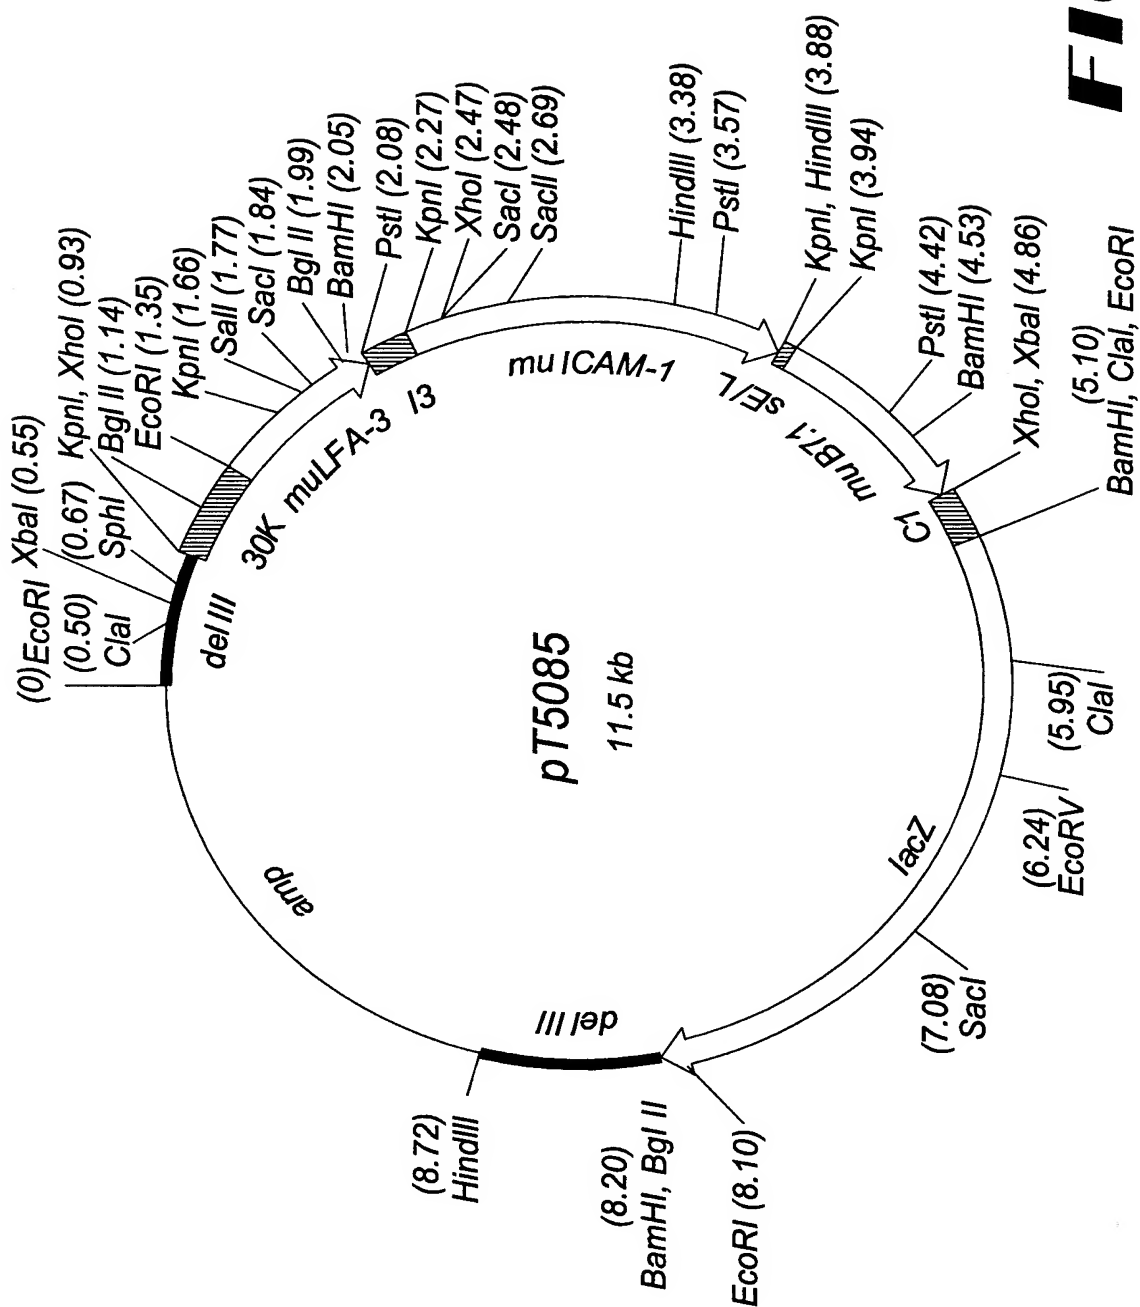 (0)EcoRI
(0.50)
ClaI
XbaI (0.55)
(0.67)
SphI
KpnI, XhoI (0.93)
Bgl II (1.14)
EcoRI (1.35)
KpnI (1.66)
SalI (1.77)
SacI (1.84)
Bgl II (1.99)
BamHI (2.05)
PstI (2.08)
KpnI (2.27)
XhoI (2.47)
SacI (2.48)
SacII (2.69)
HindIII (3.38)
PstI (3.57)
KpnI, HindIII (3.88)
KpnI (3.94)
PstI (4.42)
BamHI (4.53)
XhoI, XbaI (4.86)
(5.10)
BamHI, ClaI, EcoRI
(5.95)
ClaI
(6.24)
EcoRV
(7.08)
SacI
EcoRI (8.10)
(8.20)
BamHI, Bgl II
(8.72)
HindIII
del III
30K
muLFA-3
I3
mu ICAM-1
sE/L
mu B7.1
C1
lacZ
del III
amp
pT5085
11.5 kb